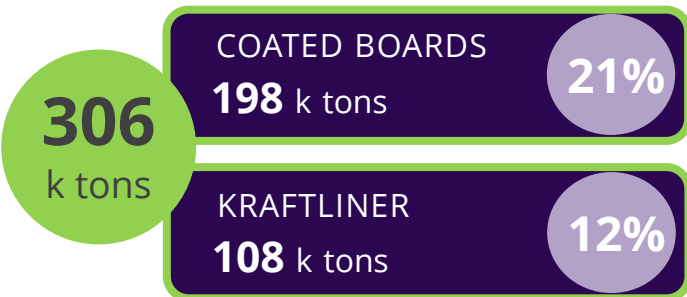 306
k tons
COATED BOARDS
198 k tons
21%
KRAFTLINER
108 k tons
12%